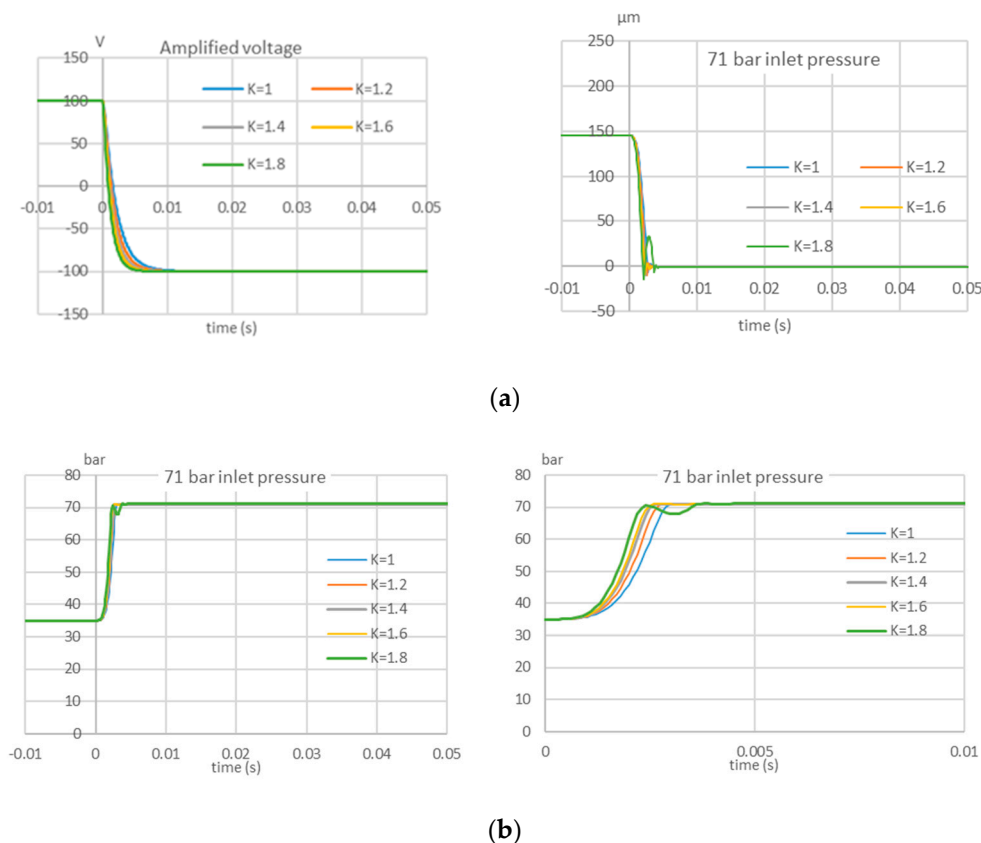 V
Amplified voltage
150
100
50
0
-50
-100
-150
-0.01 0 0.01 0.02 0.03 0.04 0.05
K=1 K=1.2
K=1.4 K=1.6
K=1.8
time (s)
μm
71 bar inlet pressure
250
200
150
100
50
0
-50
-0.01 0 0.01 0.02 0.03 0.04 0.05
K=1 K=1.2
K=1.4 K=1.6
K=1.8
time (s)
(a)
bar
71 bar inlet pressure
80
70
60
50
40
30
20
10
0
K=1
K=1.2
K=1.4
K=1.6
K=1.8
-0.01 0 0.01 0.02 0.03 0.04 0.05
time (s)
bar
71 bar inlet pressure
80
70
60
50
40
30
20
10
0
K=1
K=1.2
K=1.4
K=1.6
K=1.8
0 0.005 0.01
time (s)
(b)